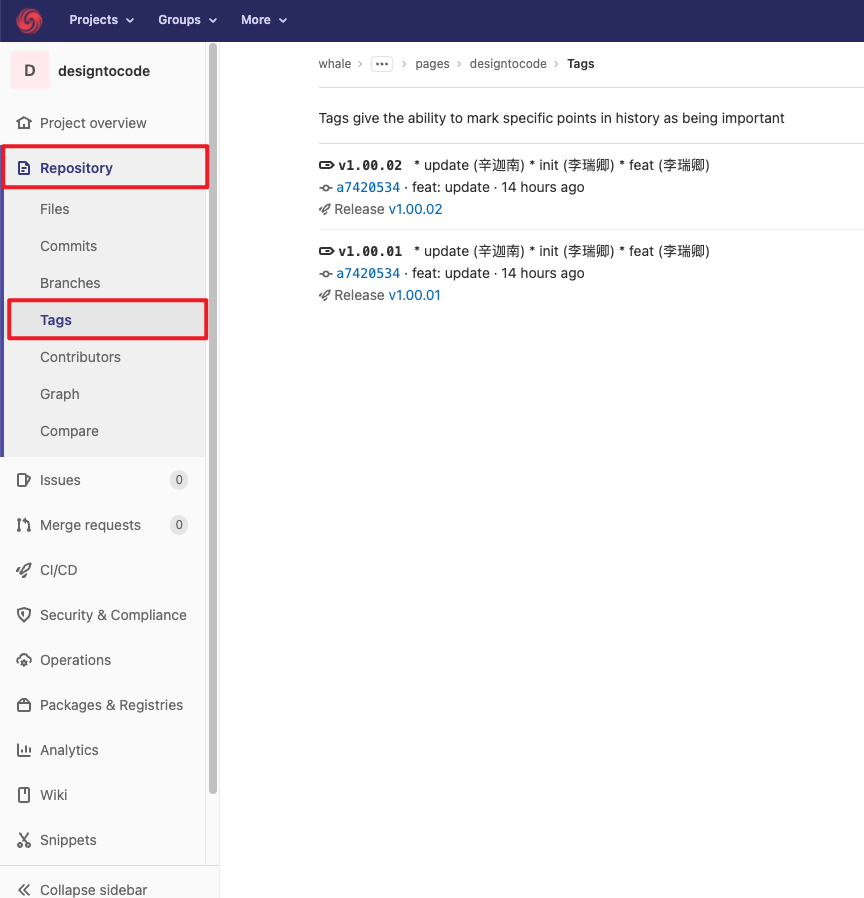 Projects Groups More
D designtocode
Project overview
Repository
Files
Commits
Branches
Tags
Contributors
Graph
Compare
Issues 0
Merge requests 0
CI/CD
Security & Compliance
Operations
Packages & Registries
Analytics
Wiki
Snippets
Collapse sidebar
whale › ••• › pages › designtocode › Tags
Tags give the ability to mark specific points in history as being important
v1.00.02 * update (辛迦南) * init (李瑞卿) * feat (李瑞卿)
a7420534 · feat: update · 14 hours ago
Release v1.00.02
v1.00.01 * update (辛迦南) * init (李瑞卿) * feat (李瑞卿)
a7420534 · feat: update · 14 hours ago
Release v1.00.01